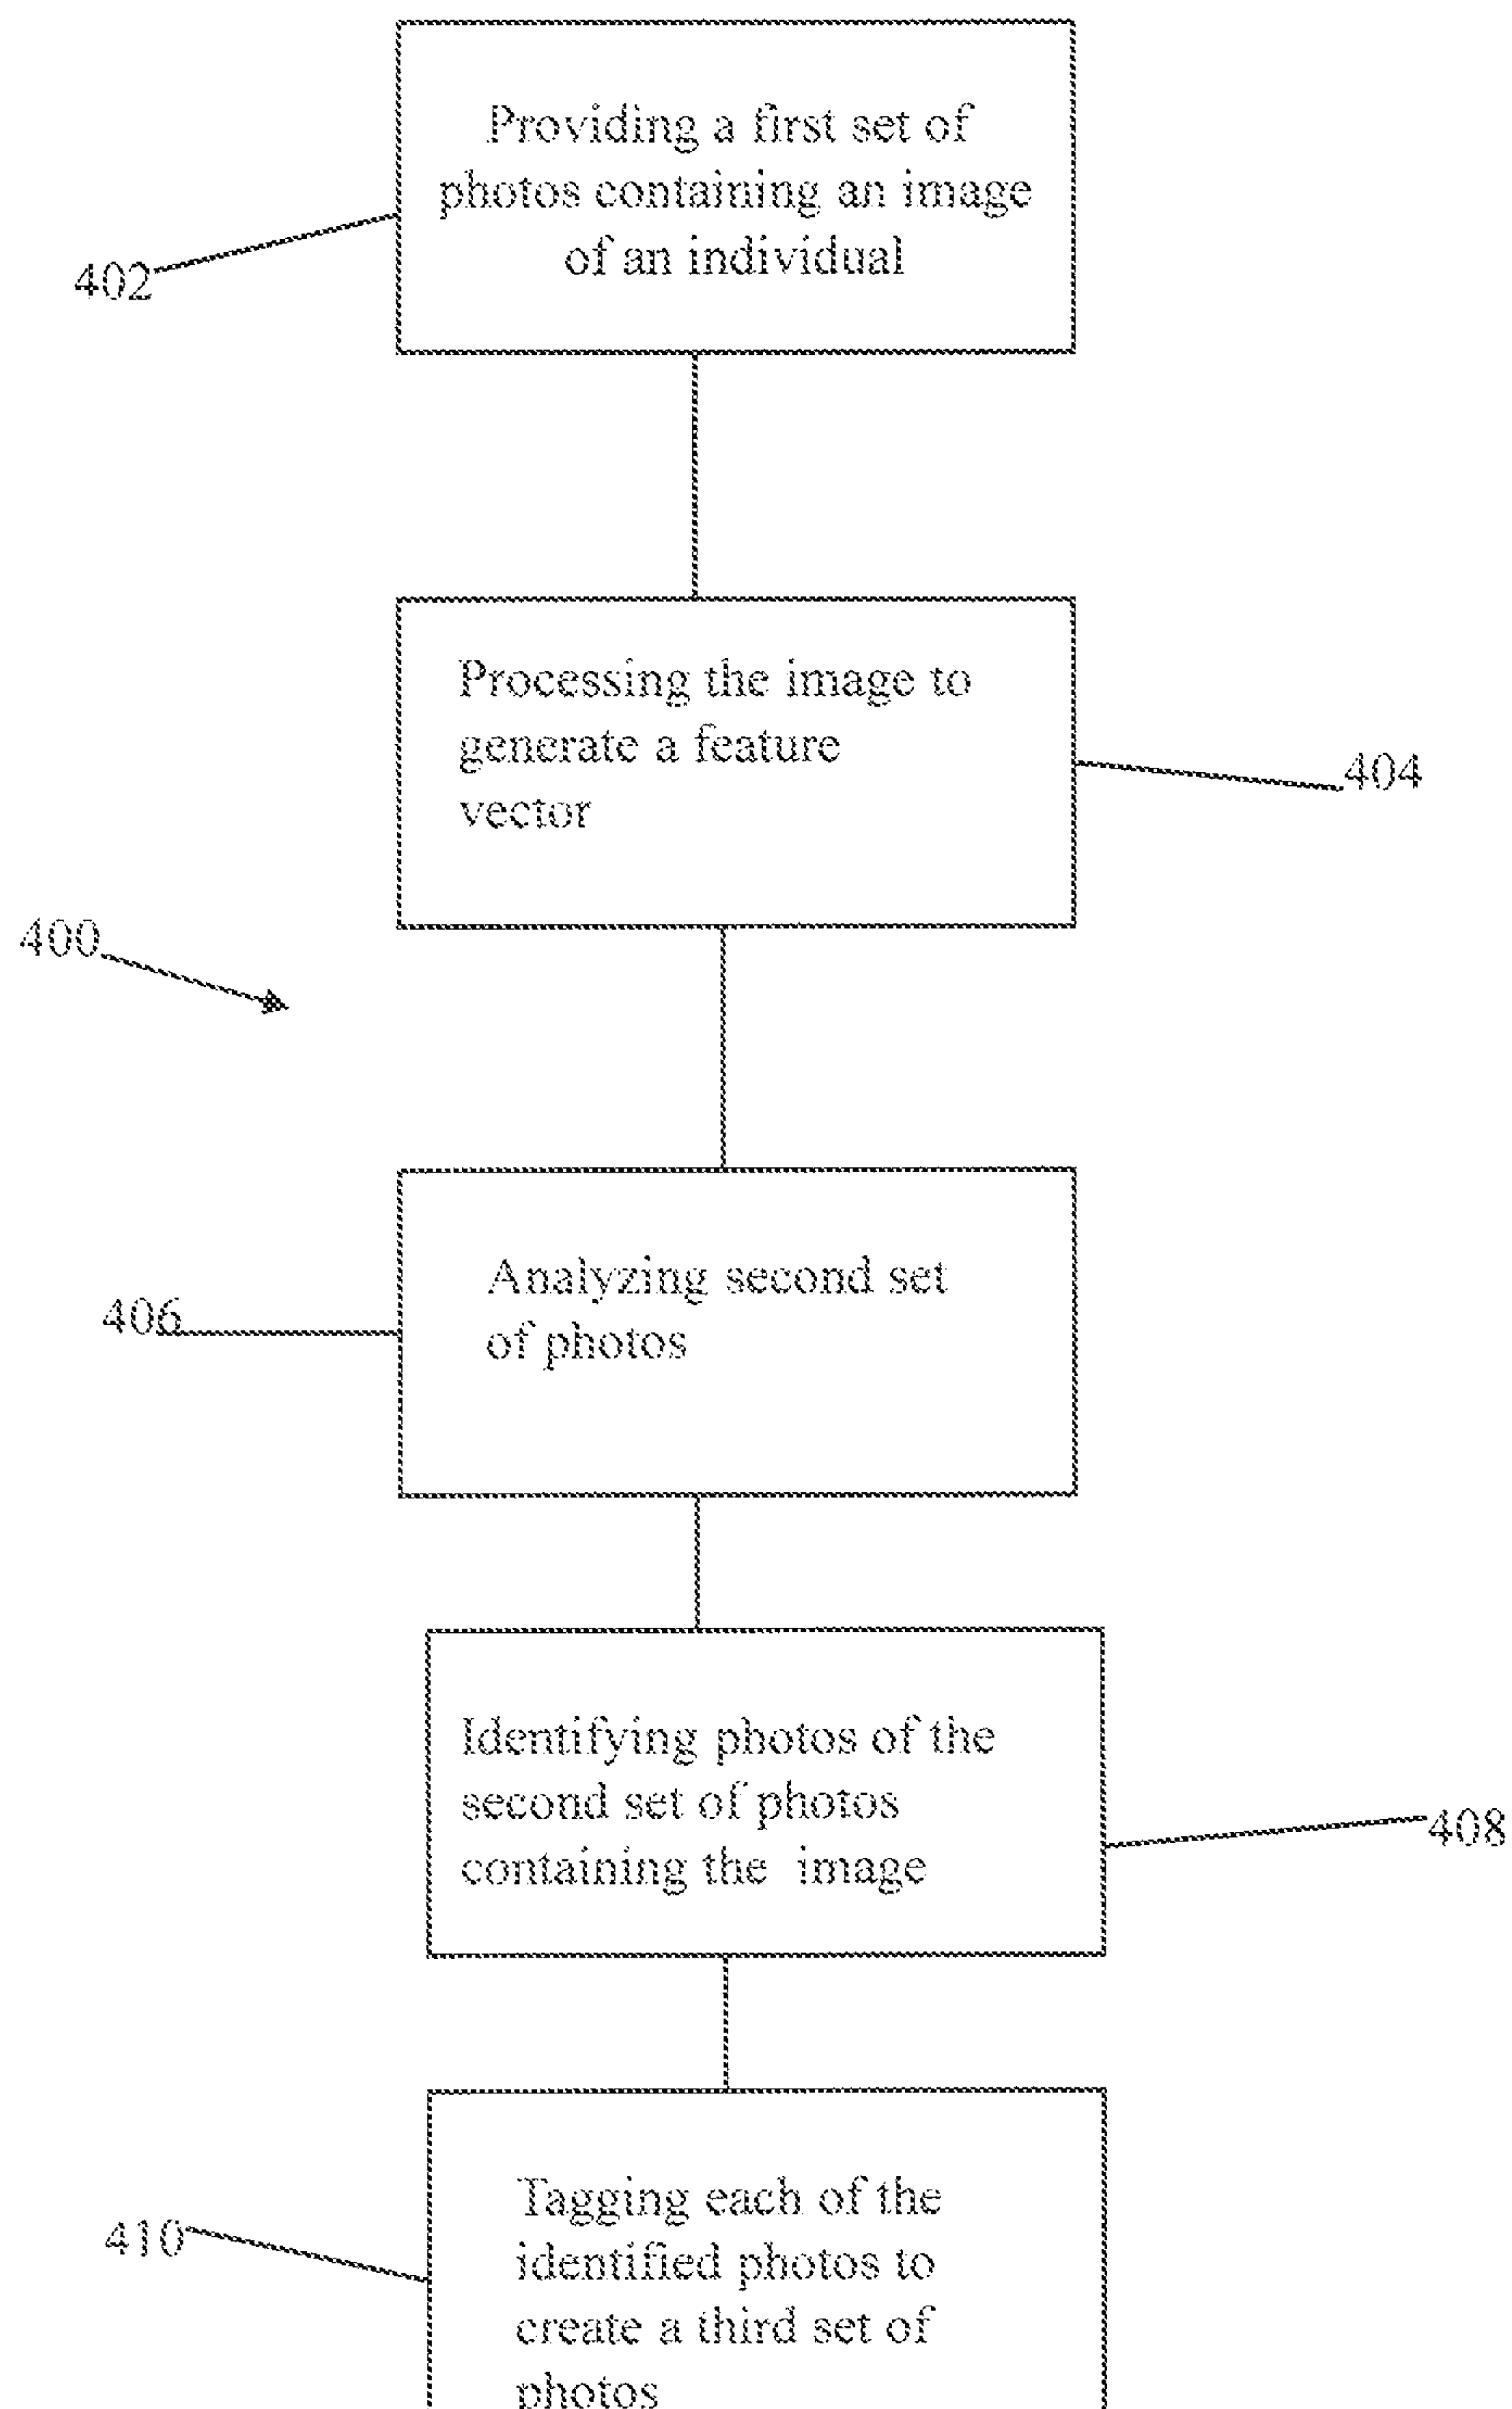 Providing a first set of
photos containing an image
of an individual
402
Processing the image to
generate a feature
vector
404
400
Analyzing second set
of photos
406
Identifying photos of the
second set of photos
containing the image
408
Tagging each of the
identified photos to
create a third set of
photos
410